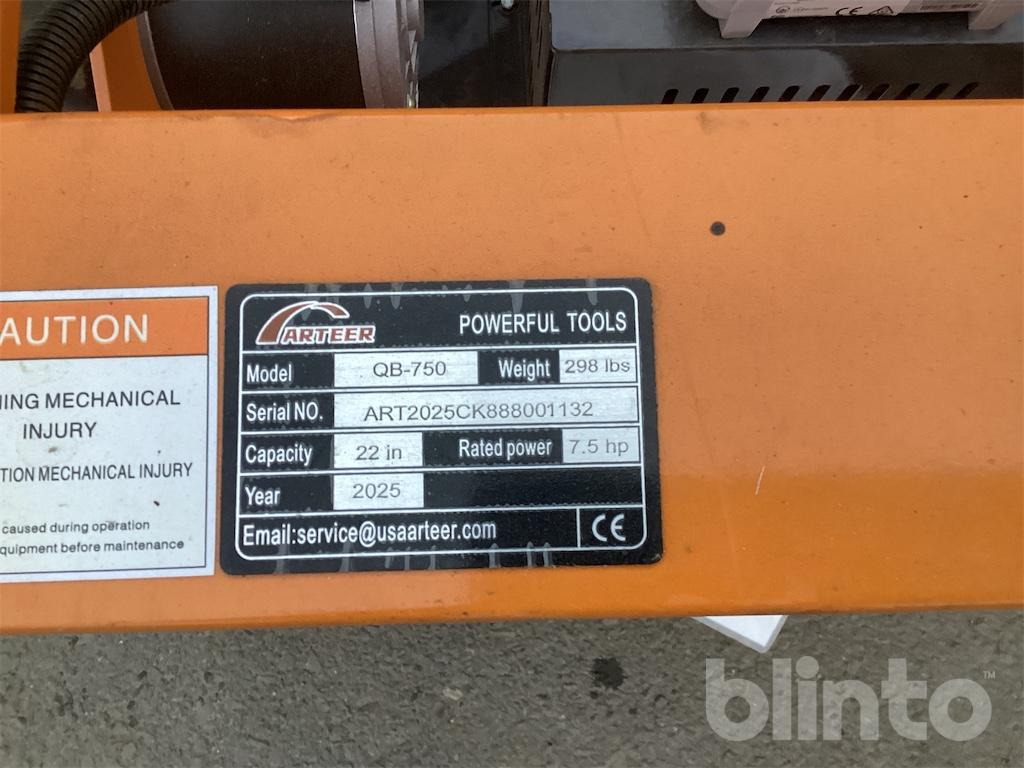 AUTION
NING MECHANICAL
INJURY
TION MECHANICAL INJURY
caused during operation
quipment before maintenance
ARTEER POWERFUL TOOLS
Model QB-750 Weight 298 lbs
Serial NO. ART2025CK888001132
Capacity 22 in Rated power 7.5 hp
Year 2025
Email:service@usaarteer.com CE
CE
blinto™